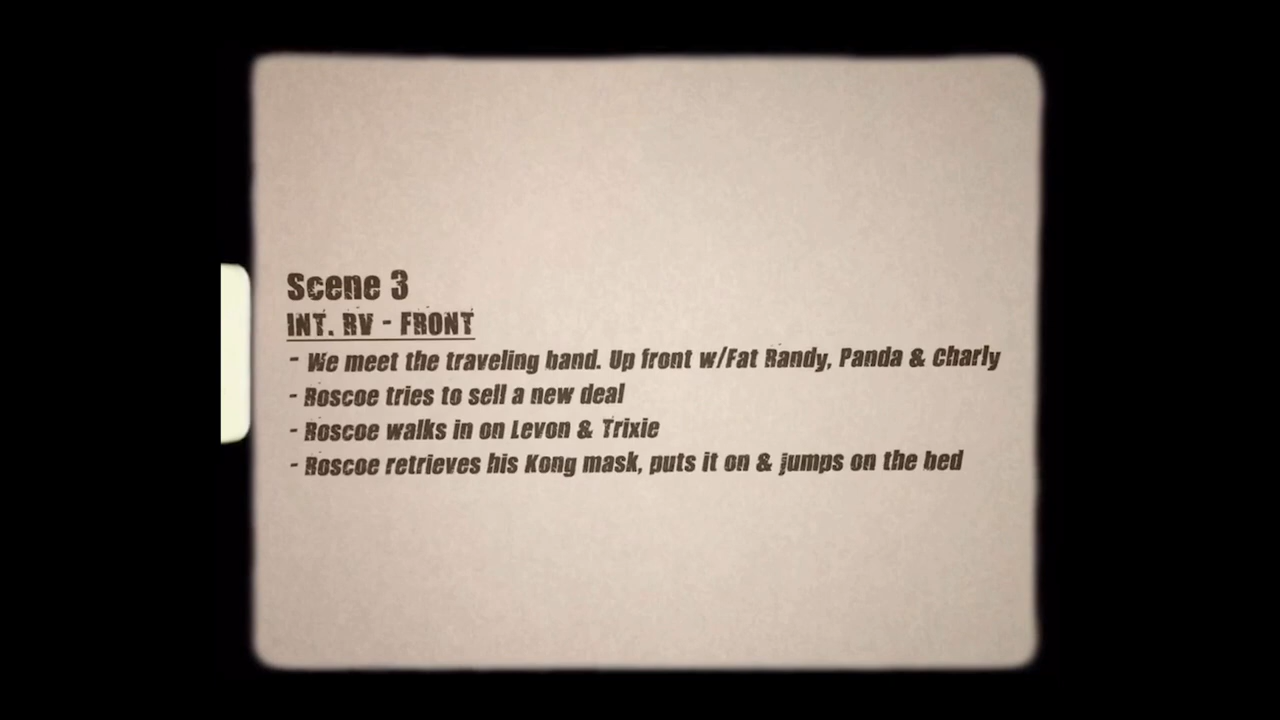 Scene 3
INT. RV - FRONT
- We meet the traveling band. Up front w/Fat Randy, Panda & Charly
- Roscoe tries to sell a new deal
- Roscoe walks in on Levon & Trixie
- Roscoe retrieves his Kong mask, puts it on & jumps on the bed